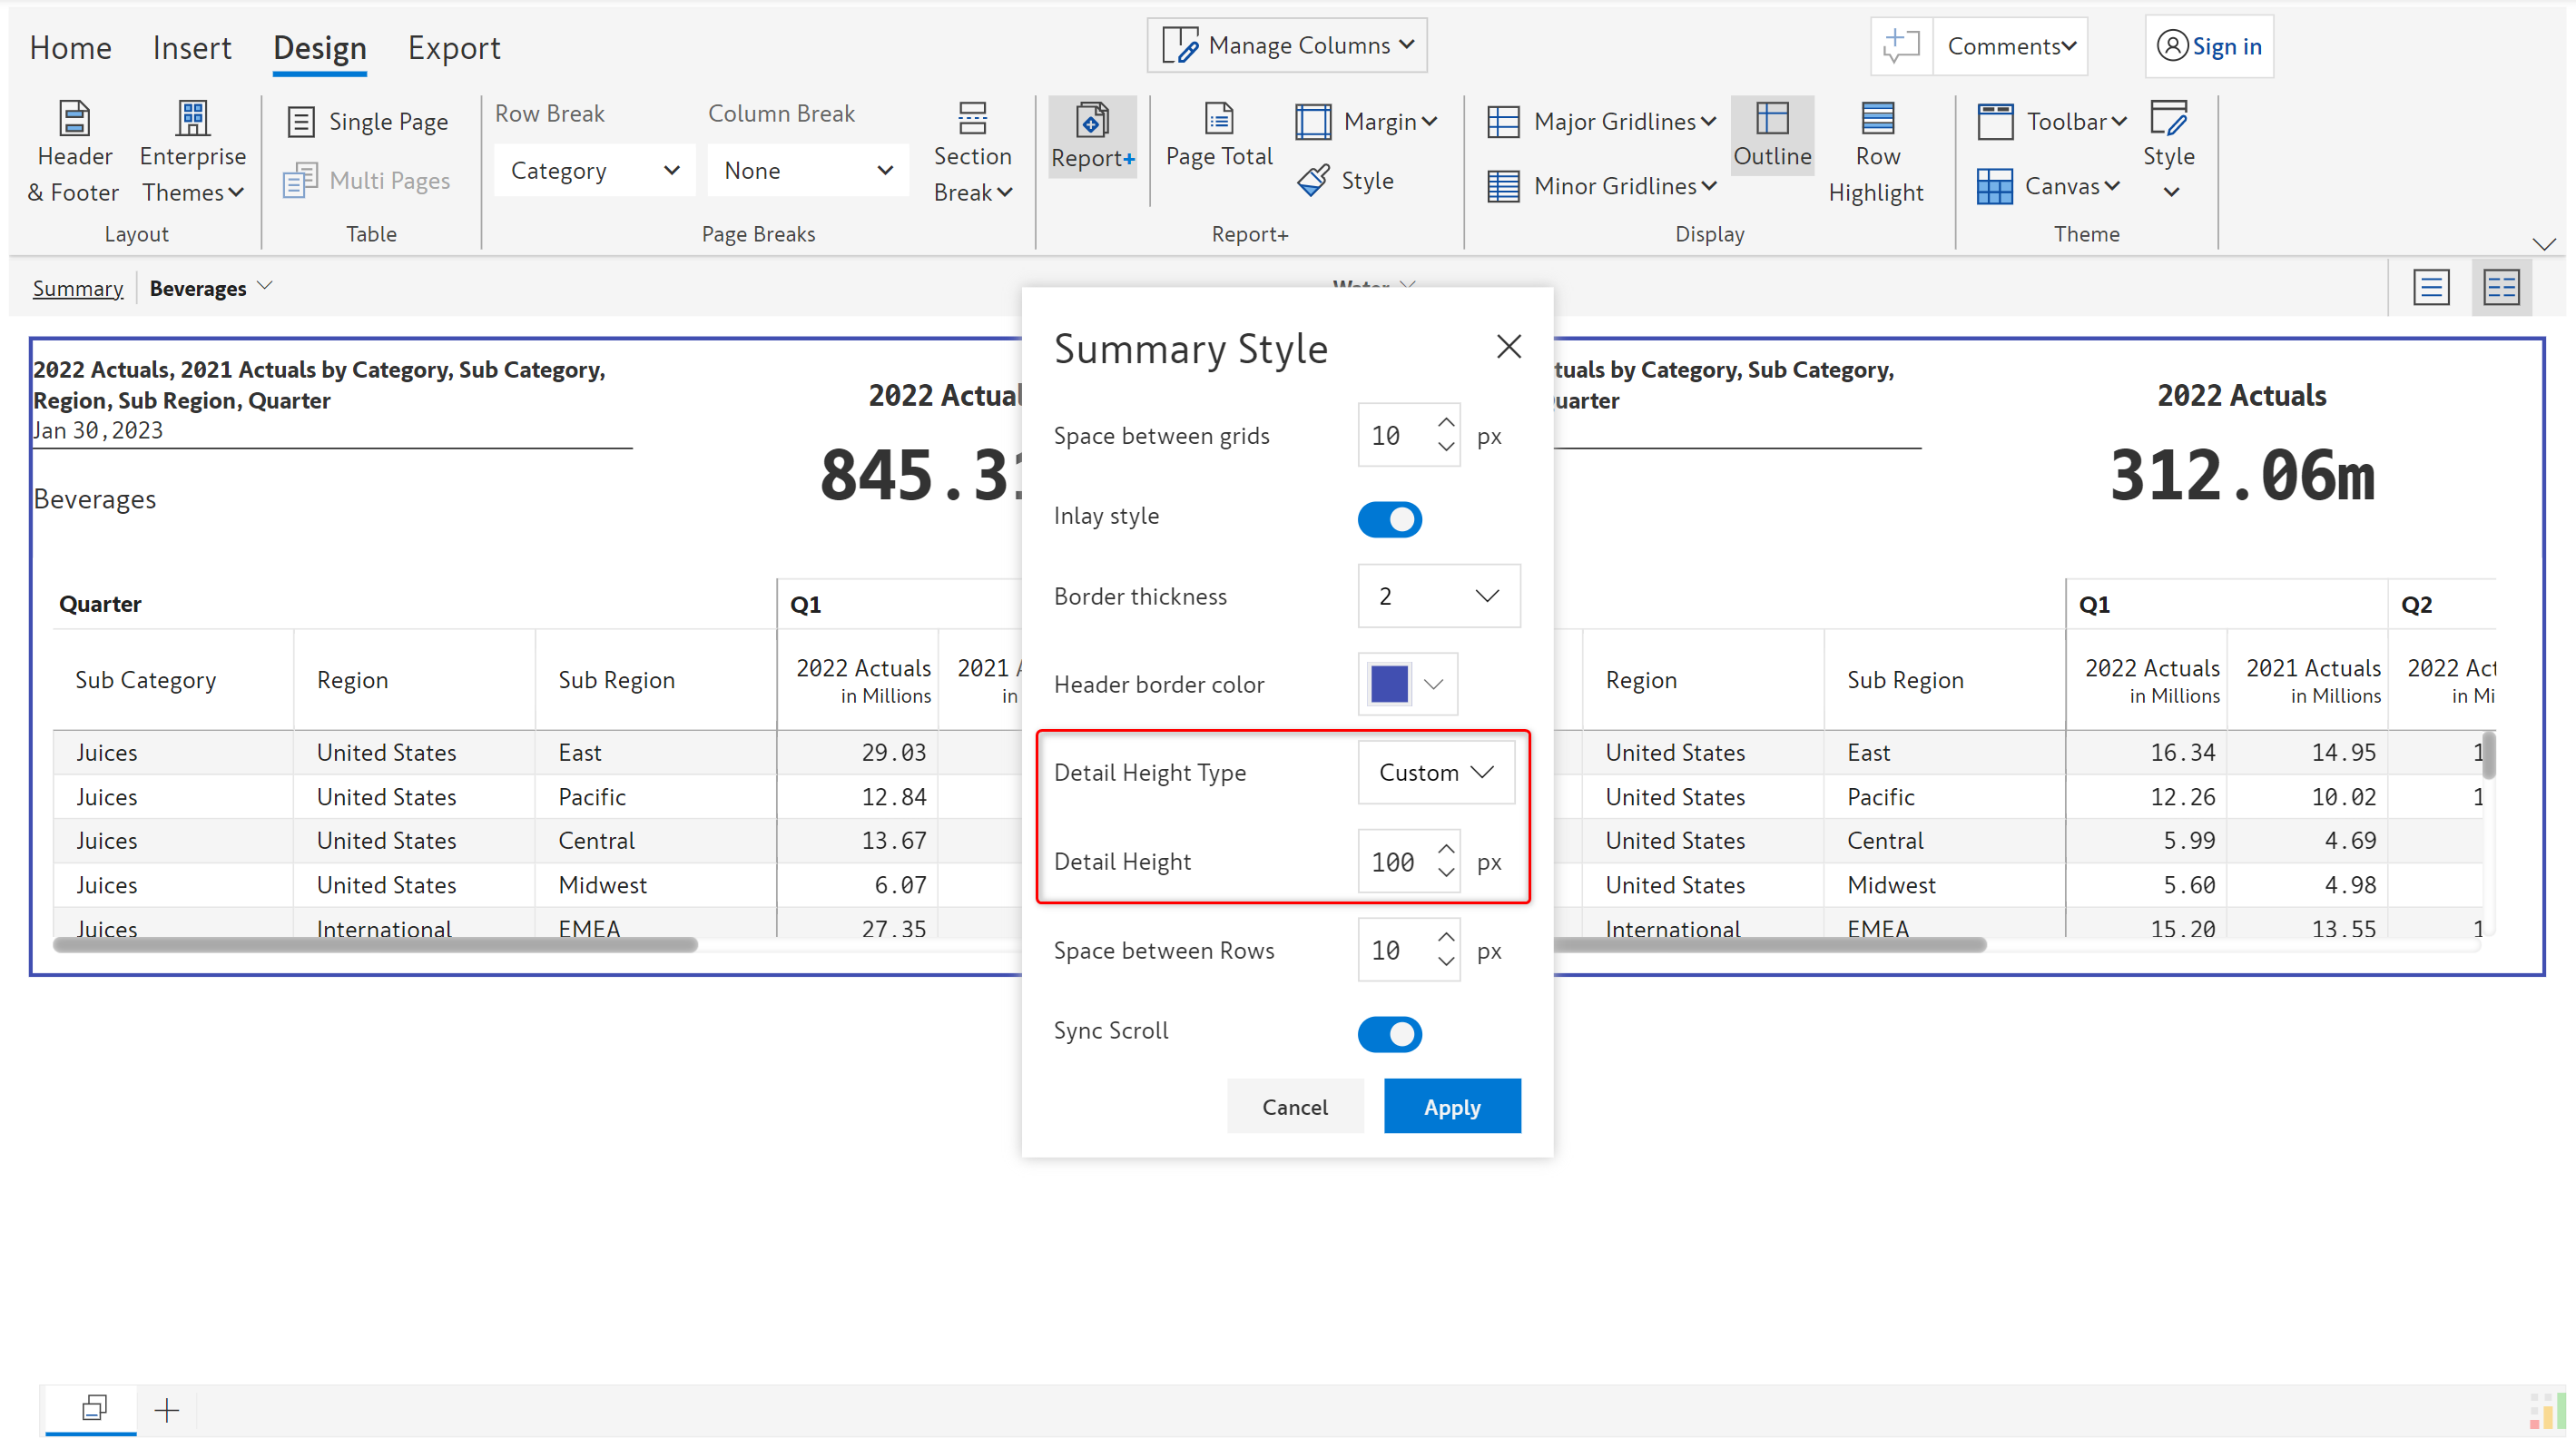 Home Insert Design Export
Manage Columns
Comments
Sign in
Header
& Footer
Enterprise
Themes
Layout
Single Page
Multi Pages
Table
Row Break
Category
Column Break
None
Section
Break
Page Breaks
Report+
Page Total
Margin
Style
Report+
Major Gridlines
Minor Gridlines
Outline
Row
Highlight
Display
Toolbar
Canvas
Style
Theme
Summary
Beverages
Water
2022 Actuals, 2021 Actuals by Category, Sub Category,
Region, Sub Region, Quarter
Jan 30,2023
Beverages
2022 Actual
845.3
Quarter Q1
Sub Category Region Sub Region 2022 Actuals 2021
in Millions in
Juices United States East 29.03
Juices United States Pacific 12.84
Juices United States Central 13.67
Juices United States Midwest 6.07
Juices International EMEA 27.35
Summary Style
Space between grids 10 px
Inlay style
Border thickness 2
Header border color
Detail Height Type Custom
Detail Height 100 px
Space between Rows 10 px
Sync Scroll
Cancel Apply
tuals by Category, Sub Category,
uarter
2022 Actuals
312.06m
Q1 Q2
Region Sub Region 2022 Actuals 2021 Actuals 2022 Act
in Millions in Millions in Mi
United States East 16.34 14.95 1
United States Pacific 12.26 10.02 1
United States Central 5.99 4.69
United States Midwest 5.60 4.98
International EMEA 15.20 13.55 1